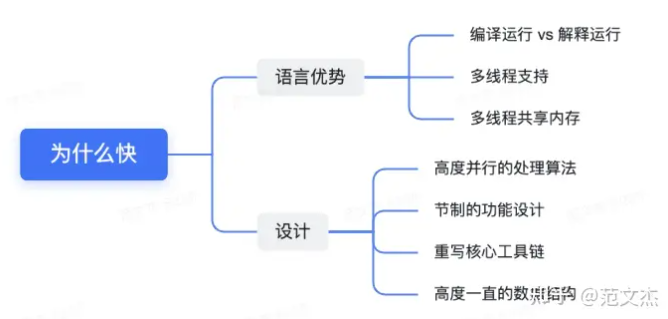 为什么快
语言优势
编译运行 vs 解释运行
多线程支持
多线程共享内存
设计
高度并行的处理算法
节制的功能设计
重写核心工具链
高度一直的数据结构
知乎 @范文杰